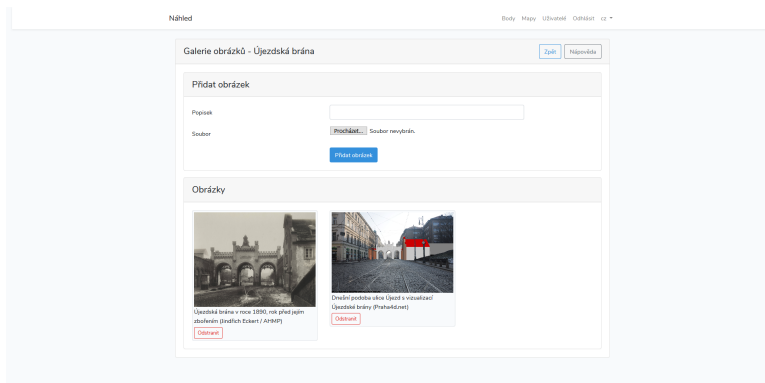 Náhled
Body Mapy Uživatelé Odhlásit cz
Galerie obrázků - Újezdská brána
Zpět Nápověda
Přidat obrázek
Popisek
Soubor Procházet... Soubor nevybrán.
Přidat obrázek
Obrázky
Újezdská brána v roce 1890, rok před jejím
zbořením (Jindřich Eckert / AHMP)
Odstranit
Dnešní podoba ulice Újezd s vizualizací
Újezdské brány (Praha4d.net)
Odstranit